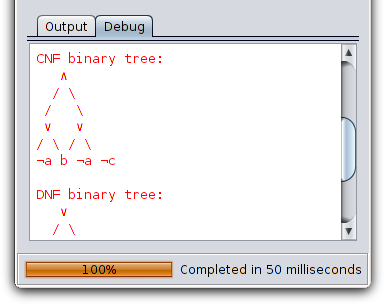 Output Debug
CNF binary tree:
∧
/ \
/ \
∨ ∨
/ \ / \
¬a b ¬a ¬c
DNF binary tree:
∨
/ \
100% Completed in 50 milliseconds